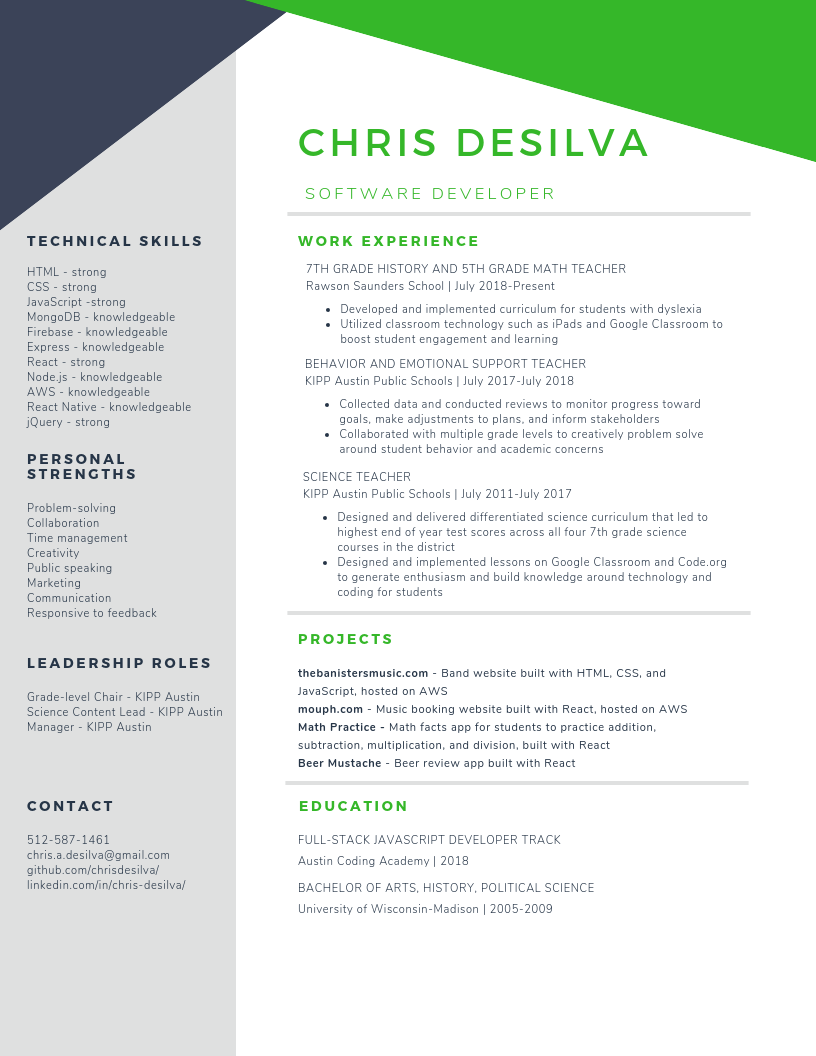 CHRIS DESILVA
SOFTWARE DEVELOPER
TECHNICAL SKILLS
HTML - strong
CSS - strong
JavaScript -strong
MongoDB - knowledgeable
Firebase - knowledgeable
Express - knowledgeable
React - strong
Node.js - knowledgeable
AWS - knowledgeable
React Native - knowledgeable
jQuery - strong
PERSONAL
STRENGTHS
Problem-solving
Collaboration
Time management
Creativity
Public speaking
Marketing
Communication
Responsive to feedback
LEADERSHIP ROLES
Grade-level Chair - KIPP Austin
Science Content Lead - KIPP Austin
Manager - KIPP Austin
CONTACT
512-587-1461
chris.a.desilva@gmail.com
github.com/chrisdesilva/
linkedin.com/in/chris-desilva/
WORK EXPERIENCE
7TH GRADE HISTORY AND 5TH GRADE MATH TEACHER
Rawson Saunders School | July 2018-Present
• Developed and implemented curriculum for students with dyslexia
• Utilized classroom technology such as iPads and Google Classroom to
boost student engagement and learning
BEHAVIOR AND EMOTIONAL SUPPORT TEACHER
KIPP Austin Public Schools | July 2017-July 2018
• Collected data and conducted reviews to monitor progress toward
goals, make adjustments to plans, and inform stakeholders
• Collaborated with multiple grade levels to creatively problem solve
around student behavior and academic concerns
SCIENCE TEACHER
KIPP Austin Public Schools | July 2011-July 2017
• Designed and delivered differentiated science curriculum that led to
highest end of year test scores across all four 7th grade science
courses in the district
• Designed and implemented lessons on Google Classroom and Code.org
to generate enthusiasm and build knowledge around technology and
coding for students
PROJECTS
thebanistersmusic.com - Band website built with HTML, CSS, and
JavaScript, hosted on AWS
mouph.com - Music booking website built with React, hosted on AWS
Math Practice - Math facts app for students to practice addition,
subtraction, multiplication, and division, built with React
Beer Mustache - Beer review app built with React
EDUCATION
FULL-STACK JAVASCRIPT DEVELOPER TRACK
Austin Coding Academy | 2018
BACHELOR OF ARTS, HISTORY, POLITICAL SCIENCE
University of Wisconsin-Madison | 2005-2009